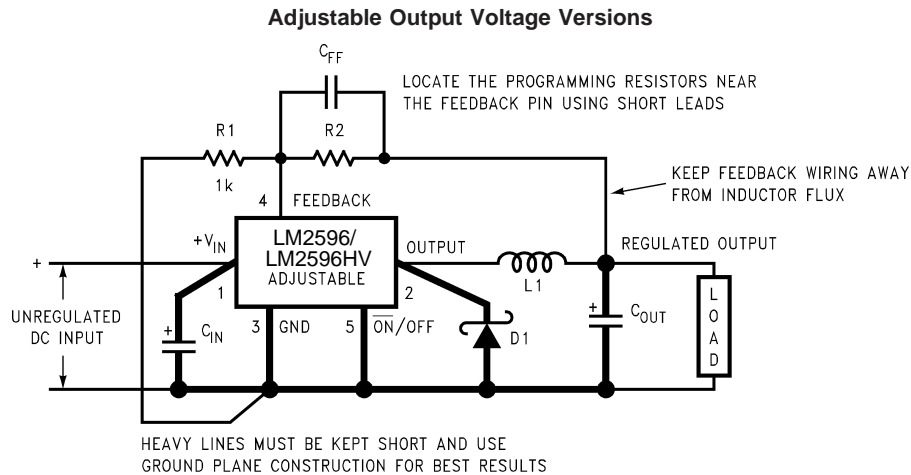 Adjustable Output Voltage Versions
CFF
LOCATE THE PROGRAMMING RESISTORS NEAR
THE FEEDBACK PIN USING SHORT LEADS
R1
R2
1k
KEEP FEEDBACK WIRING AWAY
FROM INDUCTOR FLUX
4 FEEDBACK
+VIN
LM2596/
LM2596HV
ADJUSTABLE
OUTPUT
REGULATED OUTPUT
+
1
2
L1
UNREGULATED
DC INPUT
+
CIN
3 GND
5 ON/OFF
D1
+
COUT
LOAD
HEAVY LINES MUST BE KEPT SHORT AND USE
GROUND PLANE CONSTRUCTION FOR BEST RESULTS